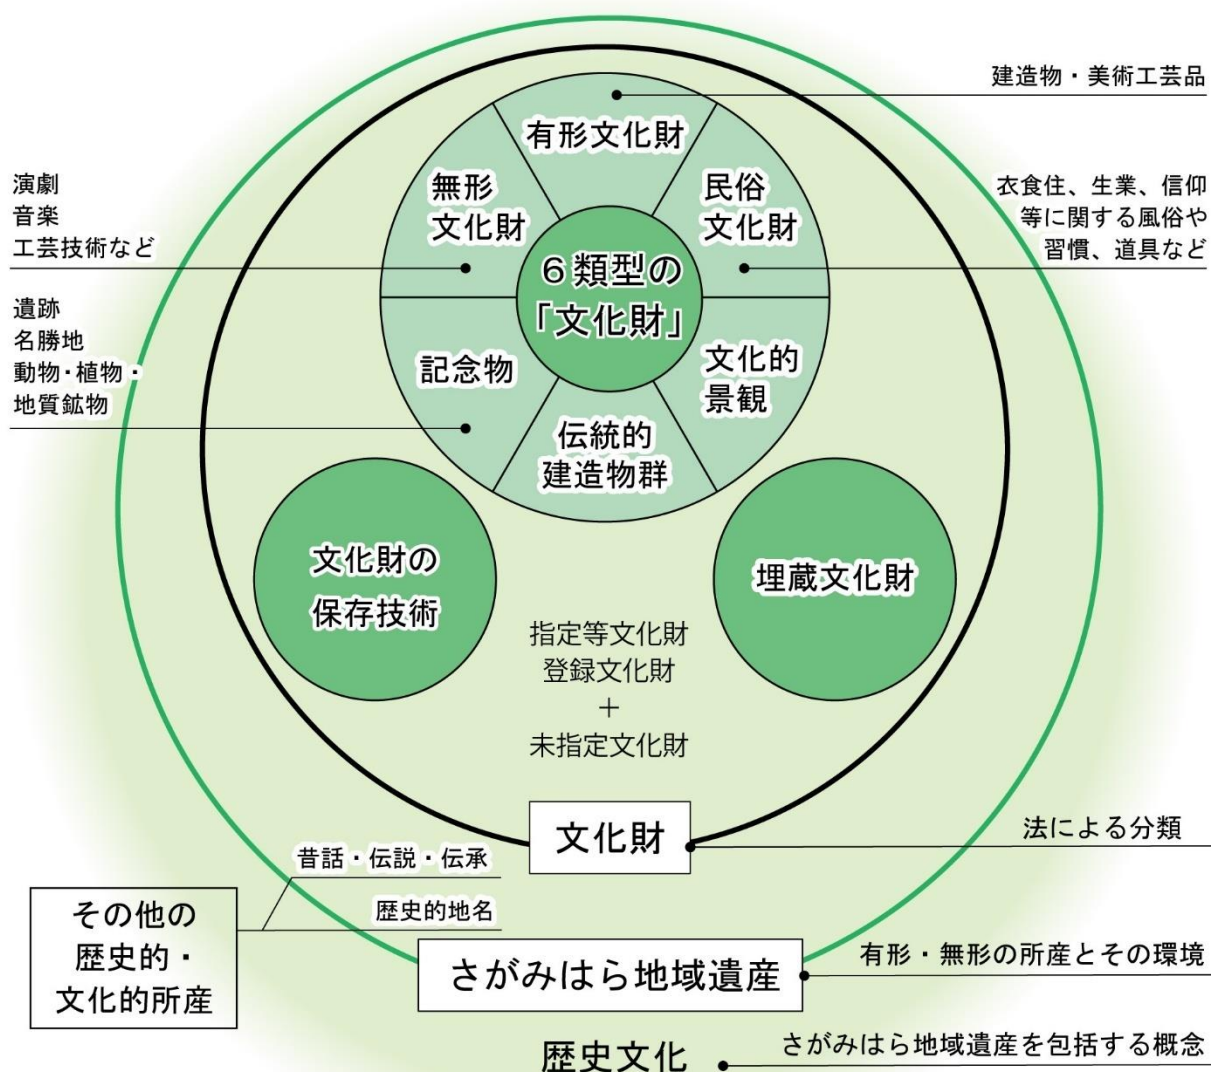 建造物・美術工芸品
有形文化財
無形
文化財
民俗
文化財
演劇
音楽
工芸技術など
衣食住、生業、信仰
等に関する風俗や
習慣、道具など
６類型の
「文化財」
遺跡
名勝地
動物・植物・
地質鉱物
記念物
文化的
景観
伝統的
建造物群
文化財の
保存技術
埋蔵文化財
指定等文化財
登録文化財
＋
未指定文化財
文化財
法による分類
昔話・伝説・伝承
歴史的地名
その他の
歴史的・
文化的所産
さがみはら地域遺産
有形・無形の所産とその環境
歴史文化
さがみはら地域遺産を包括する概念